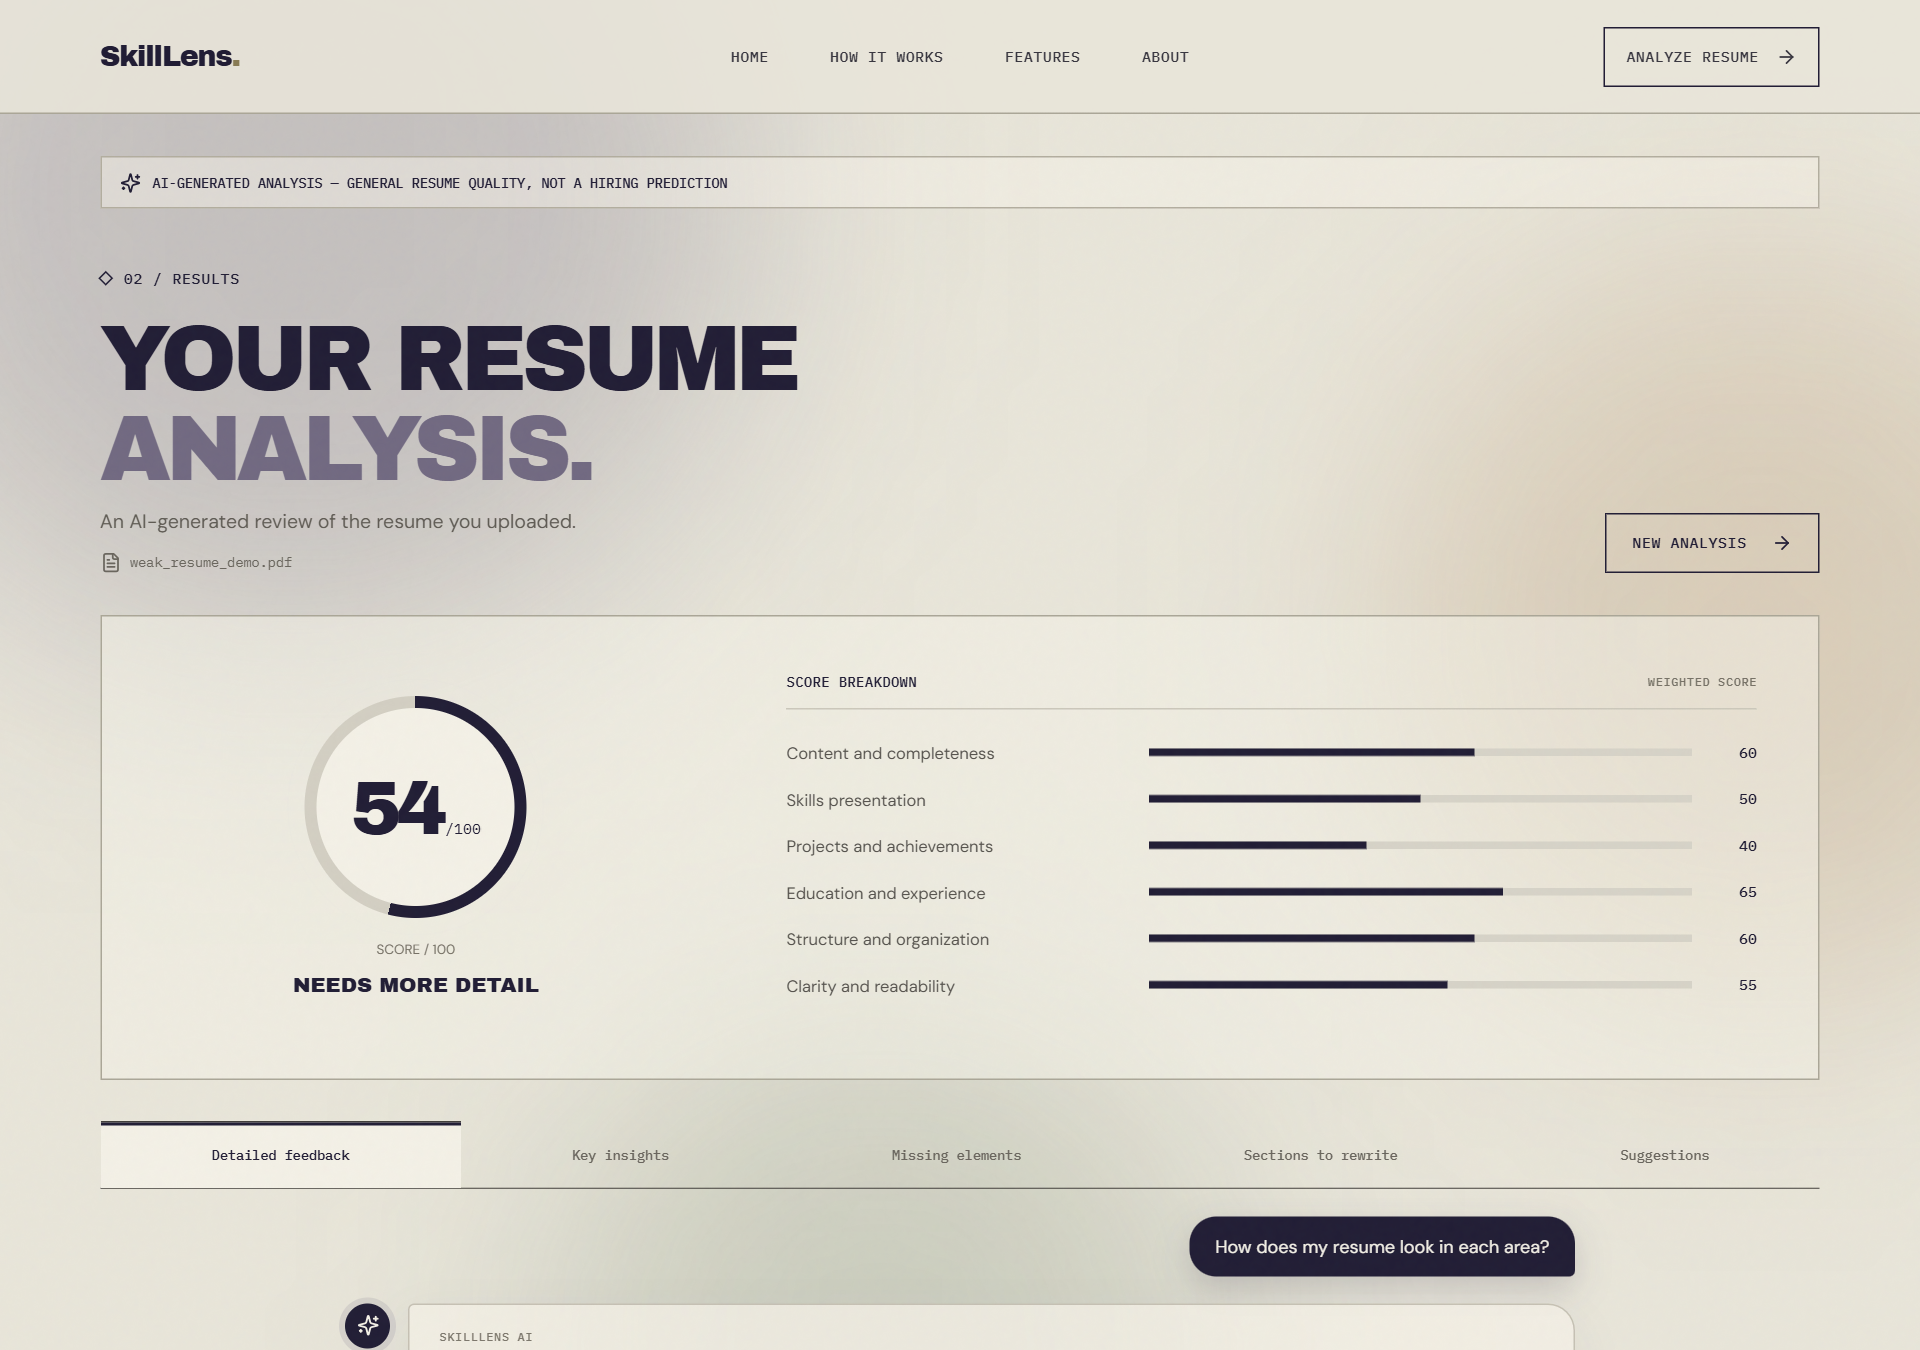 SkillLens.
HOME
HOW IT WORKS
FEATURES
ABOUT
ANALYZE RESUME
AI-GENERATED ANALYSIS — GENERAL RESUME QUALITY, NOT A HIRING PREDICTION
02 / RESULTS
YOUR RESUME
ANALYSIS.
An AI-generated review of the resume you uploaded.
weak_resume_demo.pdf
NEW ANALYSIS
54/100
SCORE / 100
NEEDS MORE DETAIL
SCORE BREAKDOWN
WEIGHTED SCORE
Content and completeness 60
Skills presentation 50
Projects and achievements 40
Education and experience 65
Structure and organization 60
Clarity and readability 55
Detailed feedback
Key insights
Missing elements
Sections to rewrite
Suggestions
How does my resume look in each area?
SKILLLENS AI